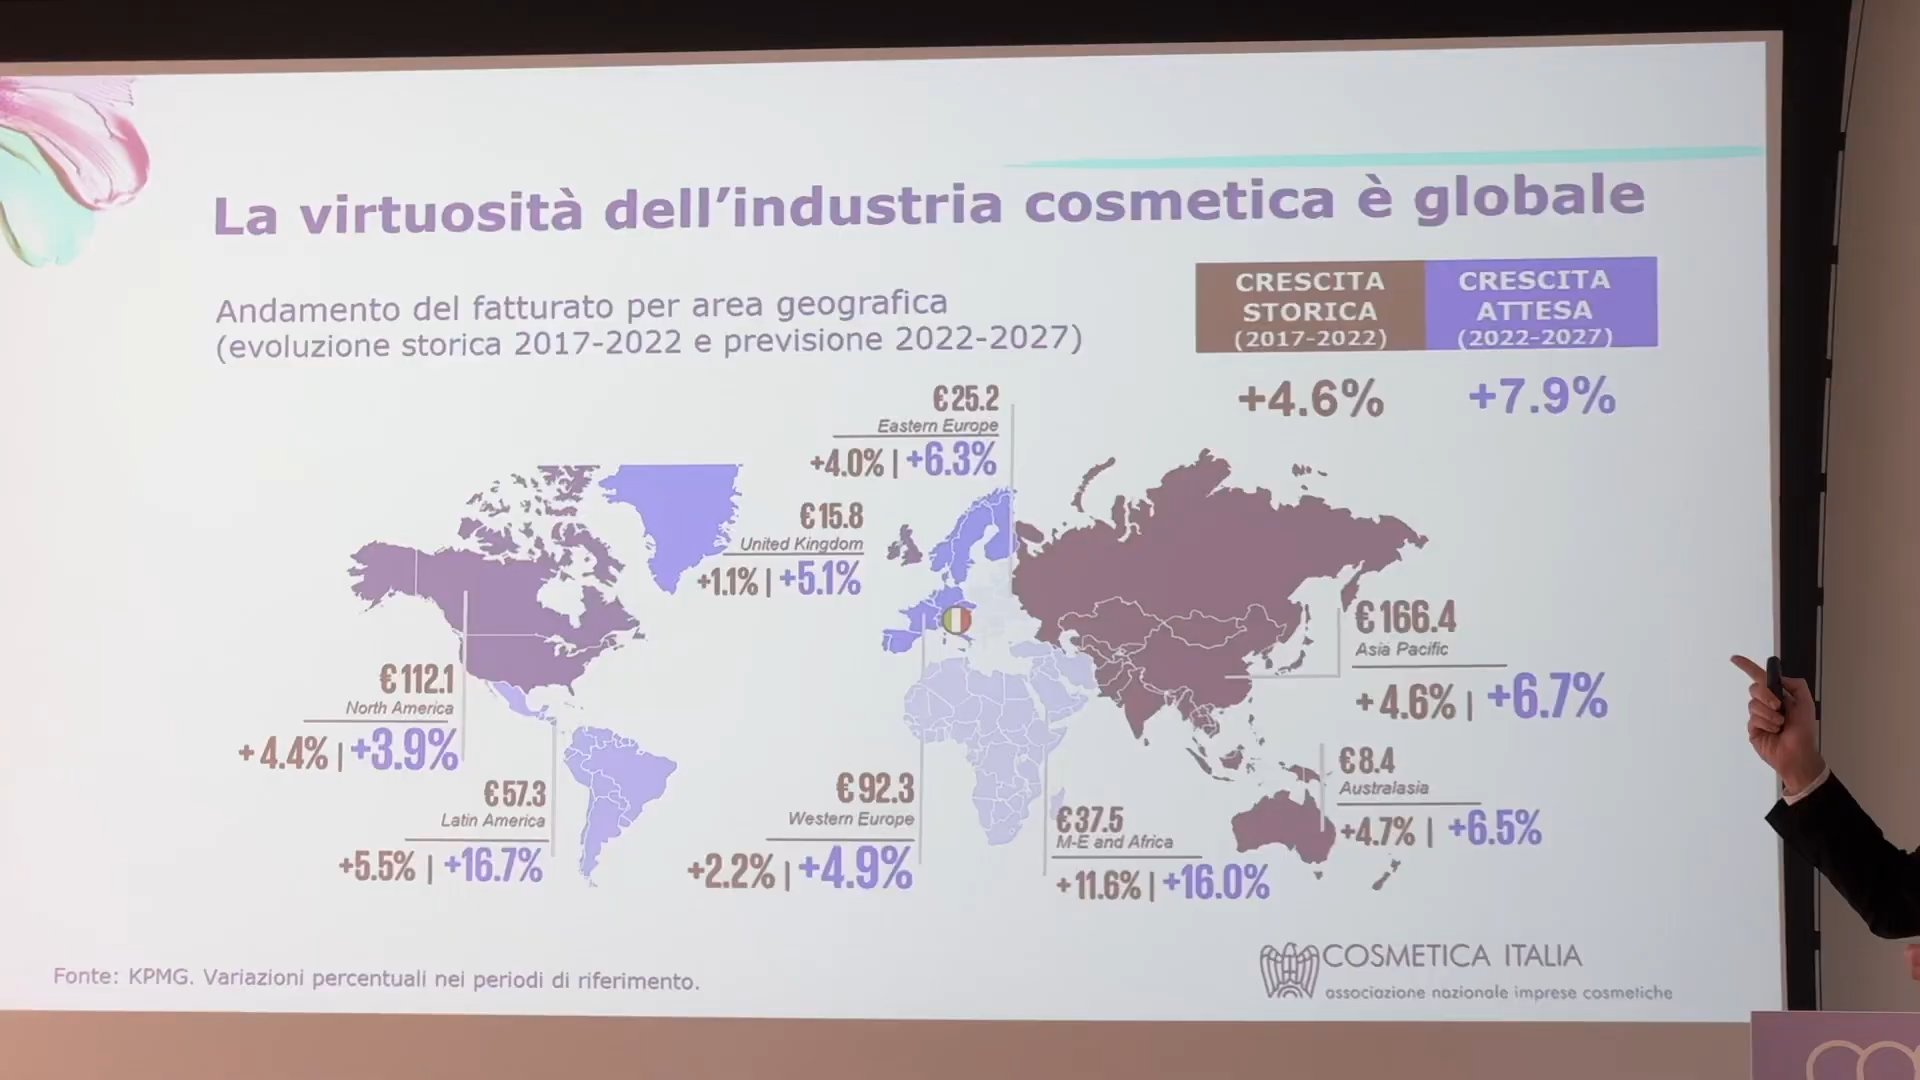 La virtuosità dell'industria cosmetica è globale
Andamento del fatturato per area geografica
(evoluzione storica 2017-2022 e previsione 2022-2027)
CRESCITA
STORICA
(2017-2022)
CRESCITA
ATTESA
(2022-2027)
+4.6%
+7.9%
€25.2
Eastern Europe
+4.0% | +6.3%
€15.8
United Kingdom
+1.1% | +5.1%
€166.4
Asia Pacific
+4.6% | +6.7%
€112.1
North America
+4.4% | +3.9%
€57.3
Latin America
+5.5% | +16.7%
€92.3
Western Europe
+2.2% | +4.9%
€37.5
M-E and Africa
+11.6% | +16.0%
€8.4
Australasia
+4.7% | +6.5%
Fonte: KPMG. Variazioni percentuali nei periodi di riferimento.
COSMETICA ITALIA
associazione nazionale imprese cosmetiche